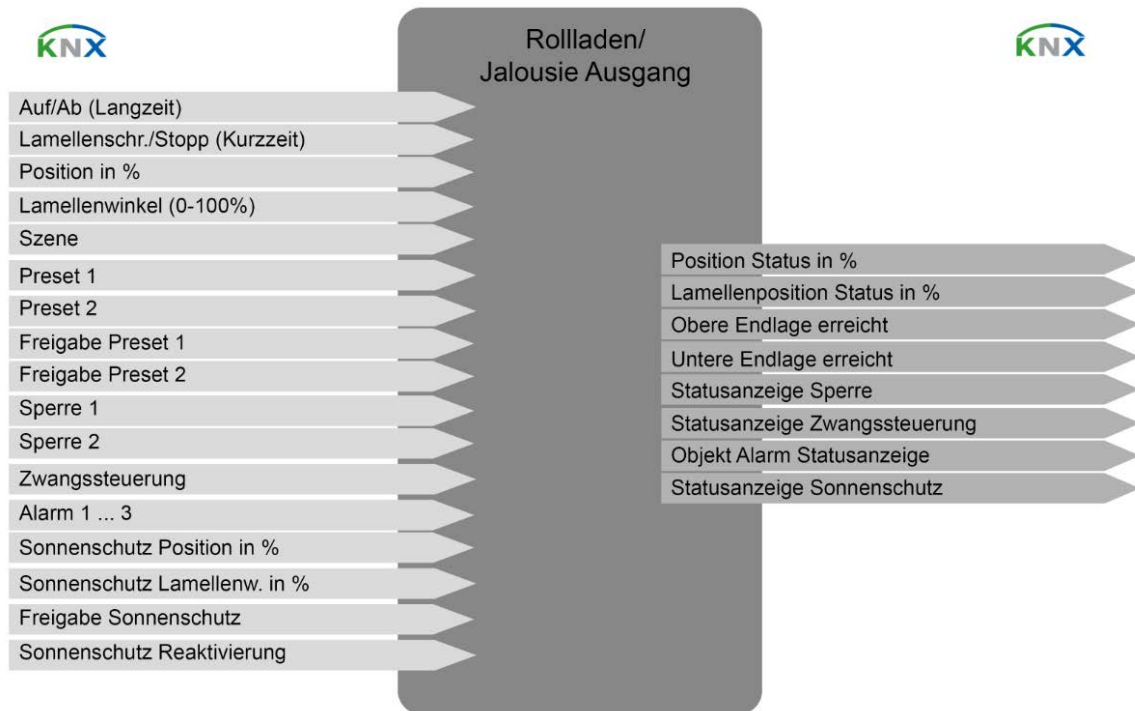 KNX
Rollladen/
Jalousie Ausgang
KNX
Auf/Ab (Langzeit)
Lamellenschr./Stopp (Kurzzeit)
Position in %
Lamellenwinkel (0-100%)
Szene
Preset 1
Preset 2
Freigabe Preset 1
Freigabe Preset 2
Sperre 1
Sperre 2
Zwangssteuerung
Alarm 1 ... 3
Sonnenschutz Position in %
Sonnenschutz Lamellenw. in %
Freigabe Sonnenschutz
Sonnenschutz Reaktivierung
Position Status in %
Lamellenposition Status in %
Obere Endlage erreicht
Untere Endlage erreicht
Statusanzeige Sperre
Statusanzeige Zwangssteuerung
Objekt Alarm Statusanzeige
Statusanzeige Sonnenschutz